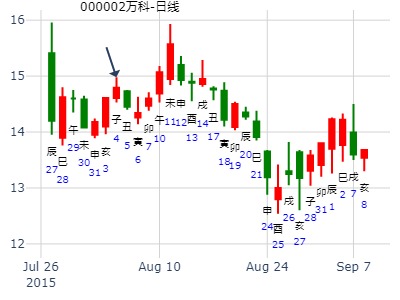 000002万科-日线
16
15
14
13
12
辰
27
巳
28
午
29
未
30
申
31
亥
3
子
4
丑
5
寅
6
卯
7
午
10
未
11
申
12
酉
13
戌
14
丑
17
寅
18
卯
19
辰
20
巳
21
申
24
酉
25
戌
26
亥
27
子
28
卯
31
辰
1
巳
2
戌
7
亥
8
Jul 26
2015
Aug 10
Aug 24
Sep 7